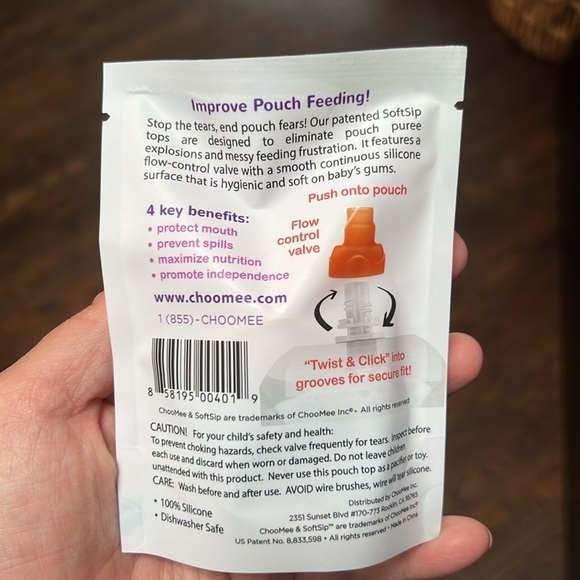 Improve Pouch Feeding!
Stop the tears, end pouch fears! Our patented SoftSip
tops are designed to eliminate pouch puree
explosions and messy feeding frustration. It features a
flow-control valve with a smooth continuous silicone
surface that is hygienic and soft on baby's gums.
Push onto pouch
4 key benefits:
• protect mouth
• prevent spills
• maximize nutrition
• promote independence
Flow
control
valve
www.choomee.com
1 (855)-CHOOMEE
"Twist & Click" into
grooves for secure fit!
8 58195 00401 9
ChooMee & SoftSip are trademarks of ChooMee Inc®. All rights reserved
CAUTION! For your child's safety and health:
To prevent choking hazards, check valve frequently for tears. Inspect before
each use and discard when worn or damaged. Do not leave children
unattended with this product. Never use this pouch top as a pacifier or toy.
CARE: Wash before and after use. AVOID wire brushes, wire will tear silicone.
• 100% Silicone
• Dishwasher Safe
Distributed by ChooMee Inc.
2351 Sunset Blvd #170-773 Rocklin, CA 95765
ChooMee & SoftSip™ are trademarks of ChooMee Inc®
US Patent No. 8,833,598 • All rights reserved • Made in China